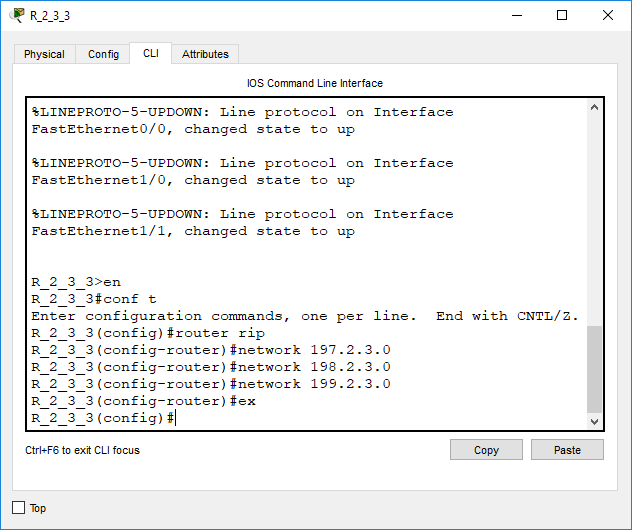 R_2_3_3
Physical Config CLI Attributes
IOS Command Line Interface
%LINEPROTO-5-UPDOWN: Line protocol on Interface
FastEthernet0/0, changed state to up
%LINEPROTO-5-UPDOWN: Line protocol on Interface
FastEthernet1/0, changed state to up
%LINEPROTO-5-UPDOWN: Line protocol on Interface
FastEthernet1/1, changed state to up
R_2_3_3>en
R_2_3_3#conf t
Enter configuration commands, one per line.  End with CNTL/Z.
R_2_3_3(config)#router rip
R_2_3_3(config-router)#network 197.2.3.0
R_2_3_3(config-router)#network 198.2.3.0
R_2_3_3(config-router)#network 199.2.3.0
R_2_3_3(config-router)#ex
R_2_3_3(config)#
Ctrl+F6 to exit CLI focus
Copy Paste
Top